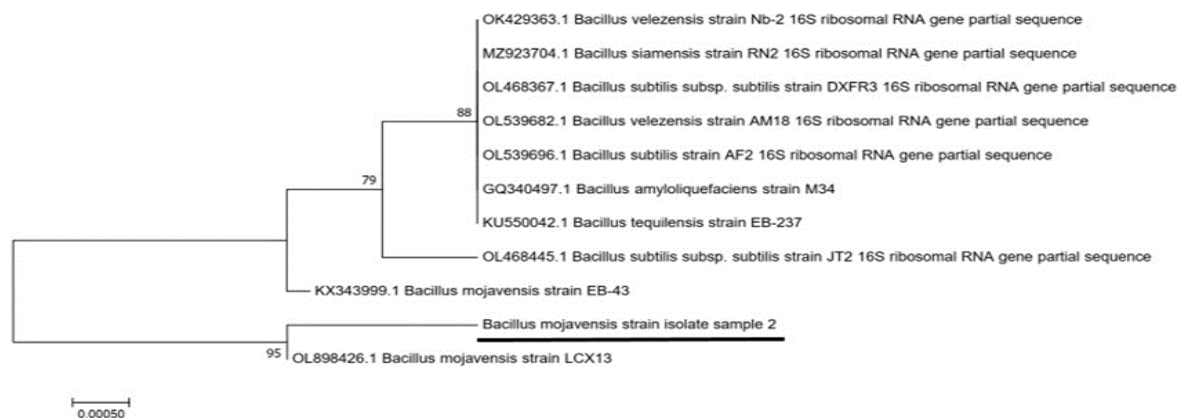 OK429363.1 Bacillus velezensis strain Nb-2 16S ribosomal RNA gene partial sequence
MZ923704.1 Bacillus siamensis strain RN2 16S ribosomal RNA gene partial sequence
OL468367.1 Bacillus subtilis subsp. subtilis strain DXFR3 16S ribosomal RNA gene partial sequence
88
OL539682.1 Bacillus velezensis strain AM18 16S ribosomal RNA gene partial sequence
OL539696.1 Bacillus subtilis strain AF2 16S ribosomal RNA gene partial sequence
79
GQ340497.1 Bacillus amyloliquefaciens strain M34
KU550042.1 Bacillus tequilensis strain EB-237
OL468445.1 Bacillus subtilis subsp. subtilis strain JT2 16S ribosomal RNA gene partial sequence
KX343999.1 Bacillus mojavensis strain EB-43
Bacillus mojavensis strain isolate sample 2
95
OL898426.1 Bacillus mojavensis strain LCX13
0.00050